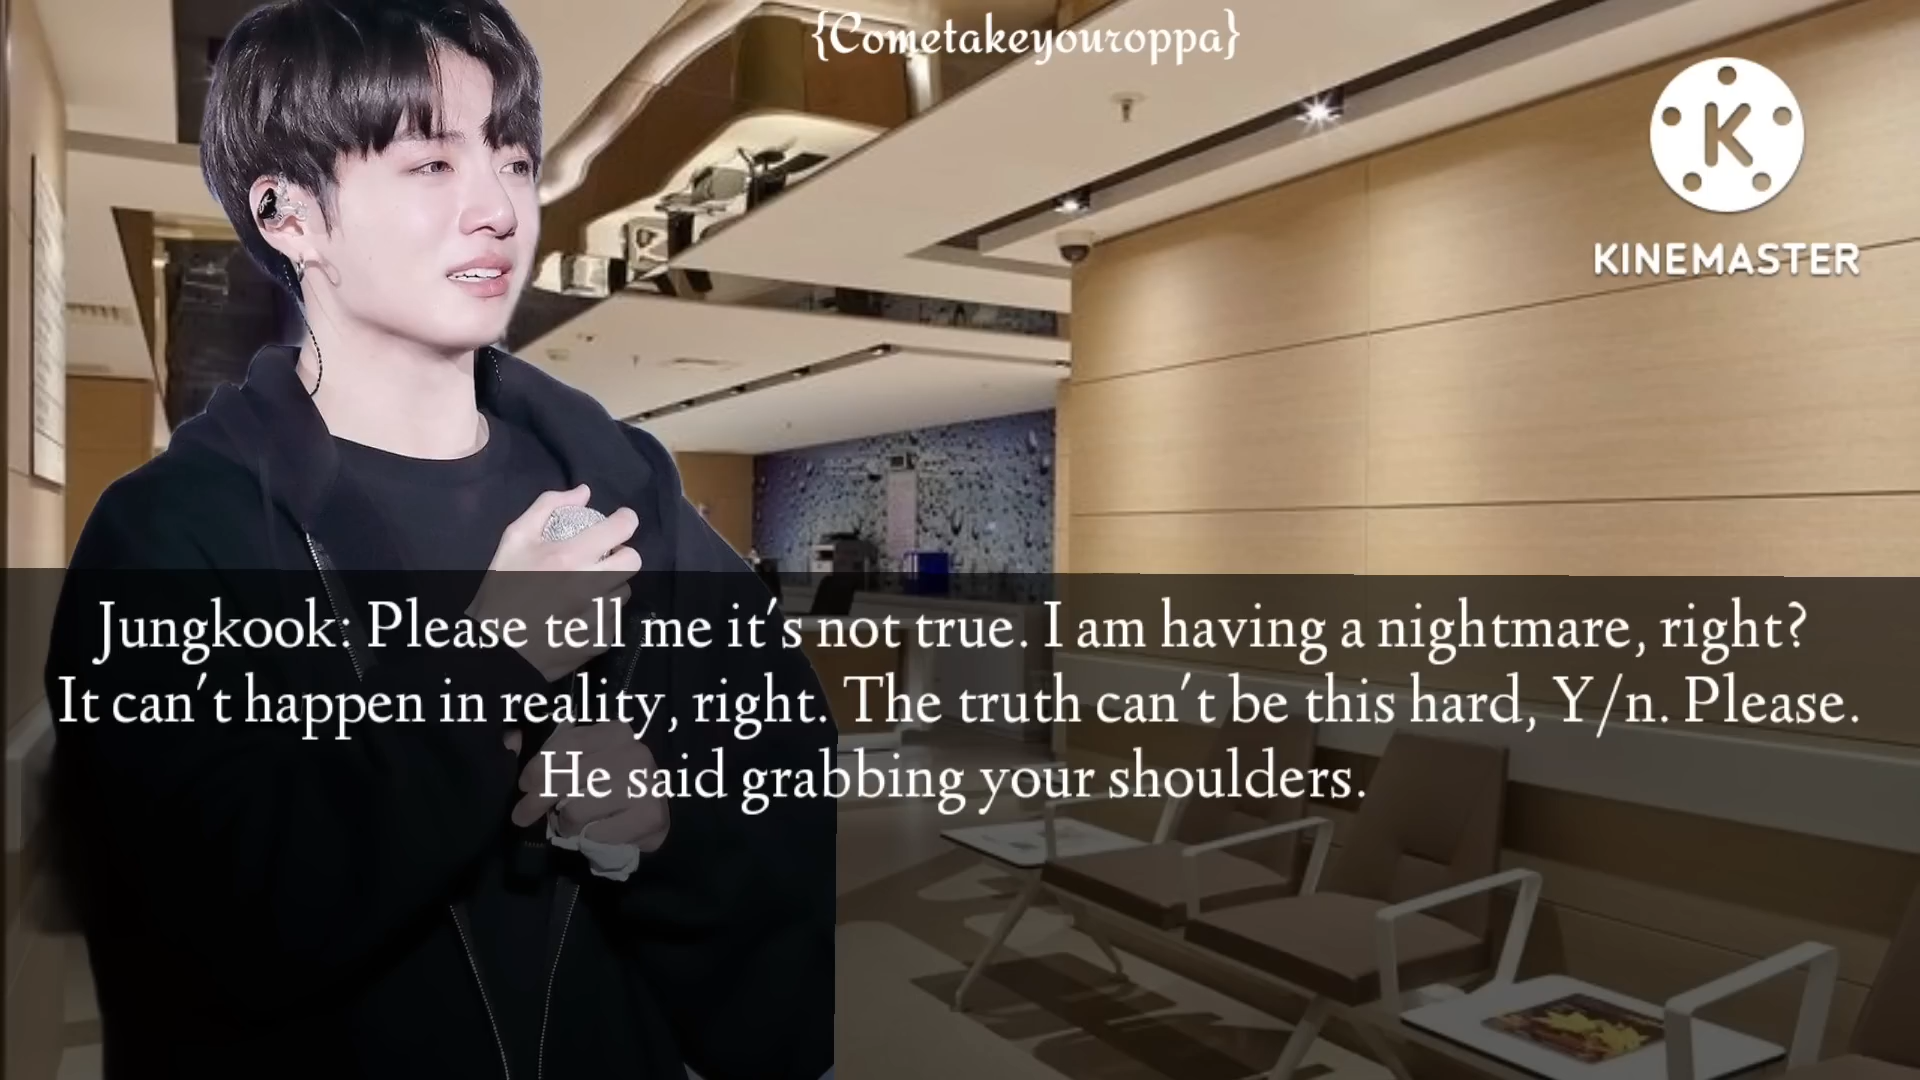 {Cometakeyouroppa}
K
KINEMASTER
Jungkook: Please tell me it's not true. I am having a nightmare, right?
It can't happen in reality, right. The truth can't be this hard, Y/n. Please.
He said grabbing your shoulders.